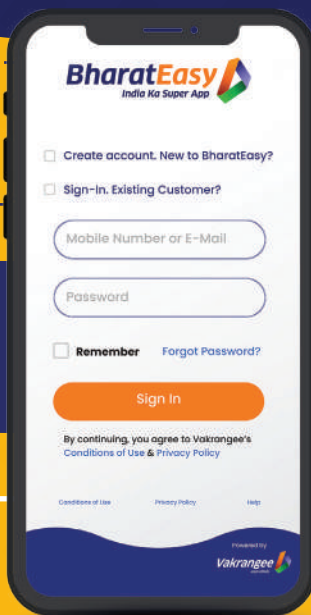 BharatEasy
India Ka Super App
Create account. New to BharatEasy?
Sign-In. Existing Customer?
Mobile Number or E-Mail
Password
Remember Forgot Password?
Sign In
By continuing, you agree to Vakrangee's
Conditions of Use & Privacy Policy
Conditions of Use Privacy Policy Help
Powered by
Vakrangee